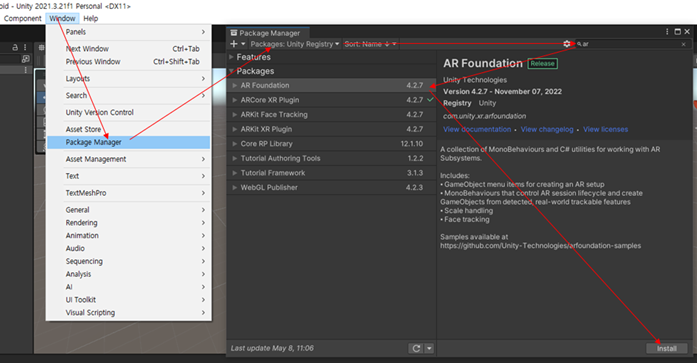 oid - Unity 2021.3.21f1 Personal <DX11>
Component Window Help
Panels
Next Window Ctrl+Tab
Previous Window Ctrl+Shift+Tab
Layouts
Search
Unity Version Control
Asset Store
Package Manager
Asset Management
Text
TextMeshPro
General
Rendering
Animation
Audio
Sequencing
Analysis
AI
UI Toolkit
Visual Scripting
Package Manager
+ Packages: Unity Registry Sort: Name ↓ ar
Features
Packages
AR Foundation 4.2.7
ARCore XR Plugin 4.2.7 ✓
ARKit Face Tracking 4.2.7
ARKit XR Plugin 4.2.7
Core RP Library 12.1.10
Tutorial Authoring Tools 1.2.2
Tutorial Framework 3.1.3
WebGL Publisher 4.2.3
Last update May 8, 11:06
AR Foundation Release
Unity Technologies
Version 4.2.7 - November 07, 2022
Registry Unity
com.unity.xr.arfoundation
View documentation • View changelog • View licenses
A collection of MonoBehaviours and C# utilities for working with AR
Subsystems.
Includes:
• GameObject menu items for creating an AR setup
• MonoBehaviours that control AR session lifecycle and create
GameObjects from detected, real-world trackable features
• Scale handling
• Face tracking
Samples available at
https://github.com/Unity-Technologies/arfoundation-samples
Install